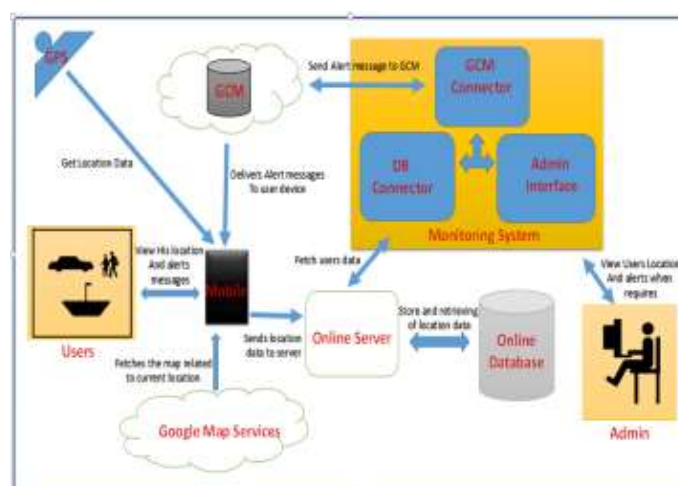 GPS
GCM
Send Alert message to GCM
GCM
Connector
DB
Connector
Admin
Interface
Monitoring System
Get Location Data
Delivers Alert messages
To user device
View His location
And alerts
messages
Mobile
Users
Fetch users data
View Users Location
And alerts when
requires
Sends location
data to server
Online Server
Store and retrieving
of location data
Online
Database
Admin
Fetches the map related
to current location
Google Map Services